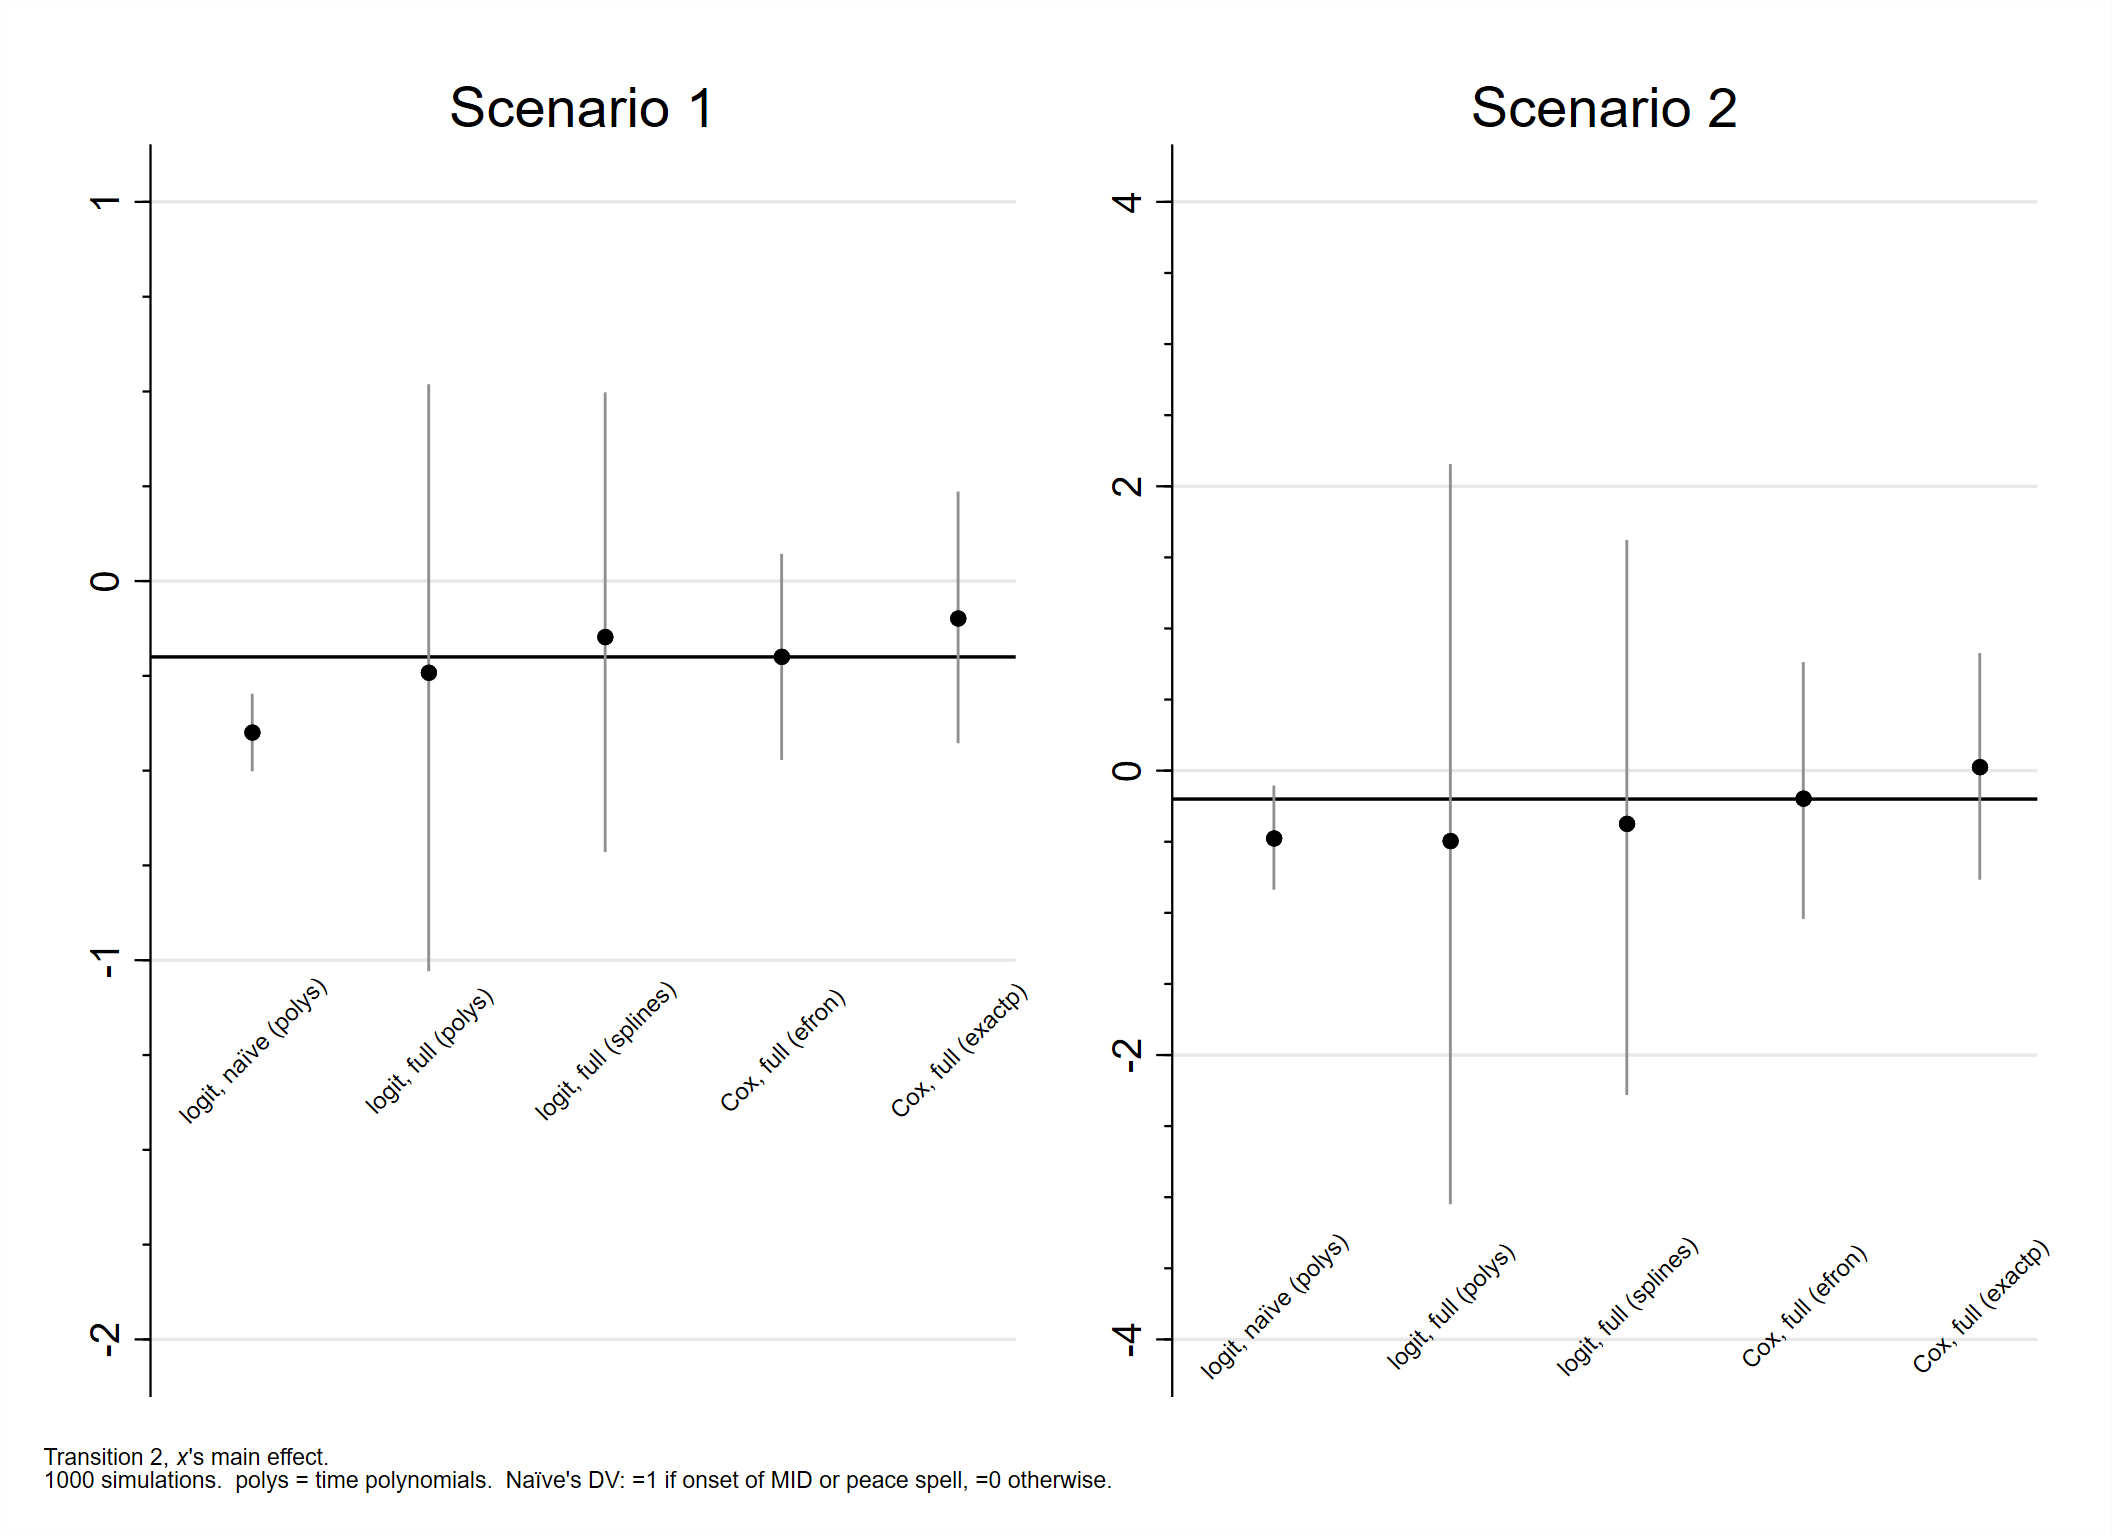 Scenario 1
1
0
-1
-2
logit, naïve (polys)
logit, full (polys)
logit, full (splines)
Cox, full (efron)
Cox, full (exactp)
Scenario 2
4
2
0
-2
-4
logit, naïve (polys)
logit, full (polys)
logit, full (splines)
Cox, full (efron)
Cox, full (exactp)
Transition 2, x's main effect.
1000 simulations.  polys = time polynomials.  Naïve's DV: =1 if onset of MID or peace spell, =0 otherwise.